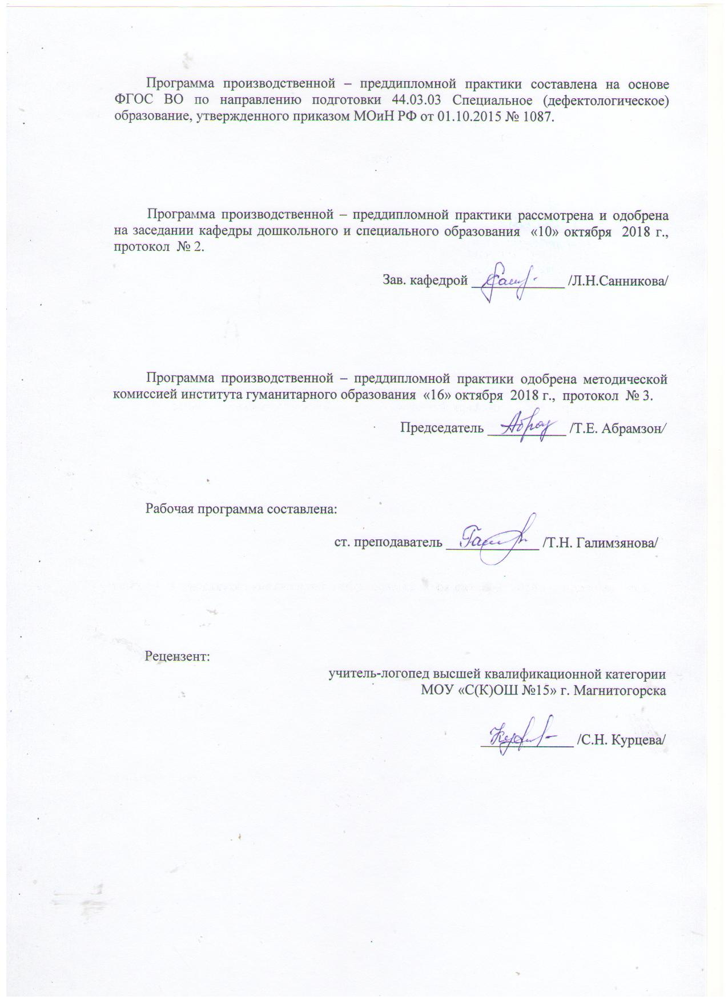 Программа производственной – преддипломной практики составлена на основе
ФГОС ВО по направлению подготовки 44.03.03 Специальное (дефектологическое)
образование, утвержденного приказом МОиН РФ от 01.10.2015 № 1087.
Программа производственной – преддипломной практики рассмотрена и одобрена
на заседании кафедры дошкольного и специального образования «10» октября 2018 г.,
протокол № 2.
Зав. кафедрой /Л.Н.Санникова/
Программа производственной – преддипломной практики одобрена методической
комиссией института гуманитарного образования «16» октября 2018 г., протокол № 3.
Председатель /Т.Е. Абрамзон/
Рабочая программа составлена:
ст. преподаватель /Т.Н. Галимзянова/
Рецензент:
учитель-логопед высшей квалификационной категории
МОУ «С(К)ОШ №15» г. Магнитогорска
/С.Н. Курцева/